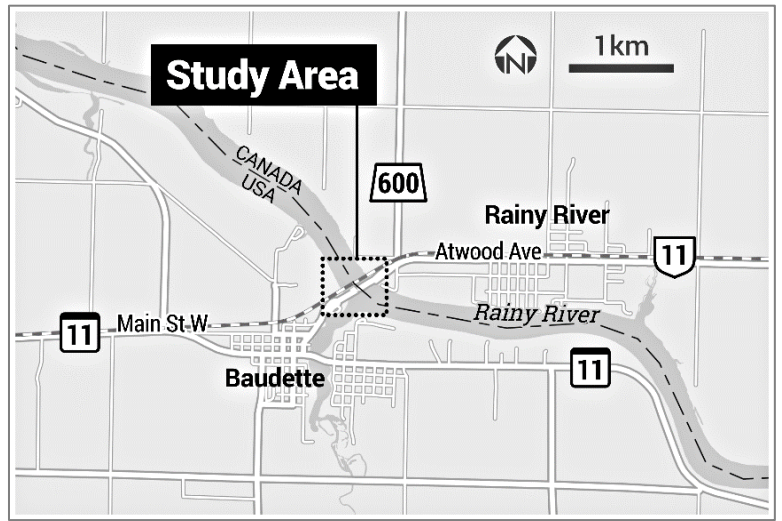 1km
N
Study Area
CANADA
USA
600
Rainy River
Atwood Ave
11
Rainy River
Main St W
11
11
Baudette